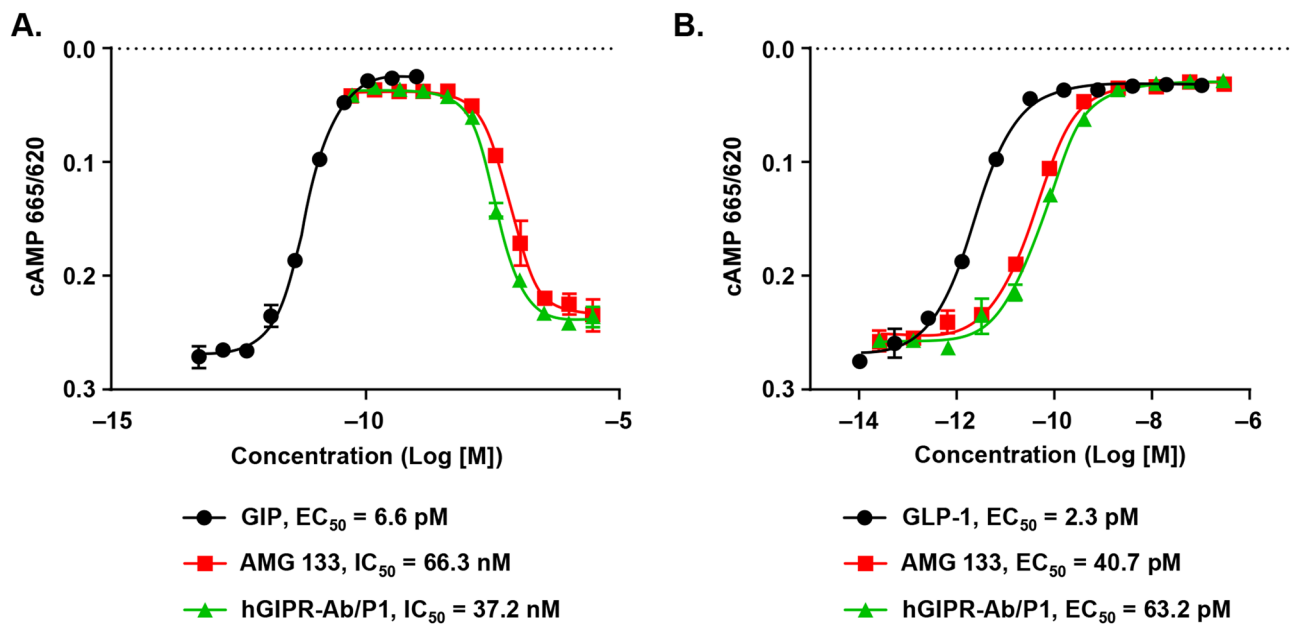 A.
0.0
0.1
0.2
0.3
cAMP 665/620
–15
–10
–5
Concentration (Log [M])
GIP, EC50 = 6.6 pM
AMG 133, IC50 = 66.3 nM
hGIPR-Ab/P1, IC50 = 37.2 nM
B.
0.0
0.1
0.2
0.3
cAMP 665/620
–14
–12
–10
–8
–6
Concentration (Log [M])
GLP-1, EC50 = 2.3 pM
AMG 133, EC50 = 40.7 pM
hGIPR-Ab/P1, EC50 = 63.2 pM